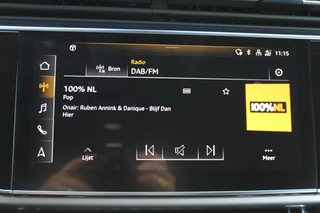 11:15
Radio
Bron
DAB/FM
100% NL
Pop
Onair: Ruben Annink & Danique - Blijf Dan
Hier
100%NL
Lijst
Meer